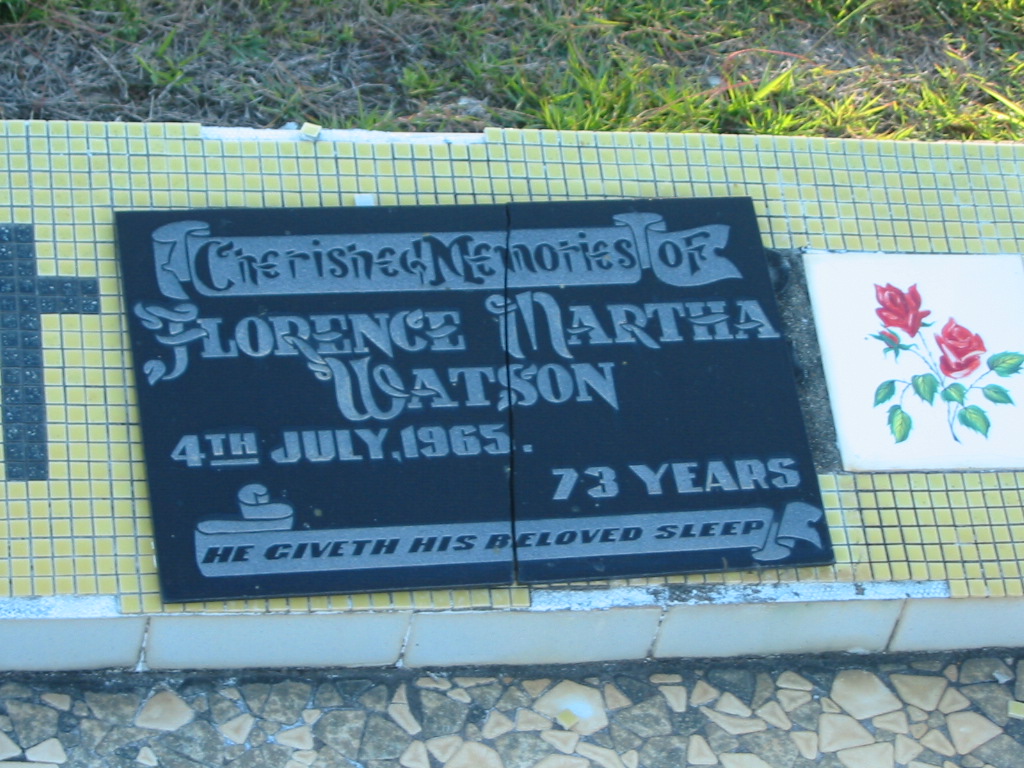 Cherished Memories of
Florence Martha
Watson
4TH JULY, 1965.
73 YEARS
HE GIVETH HIS BELOVED SLEEP